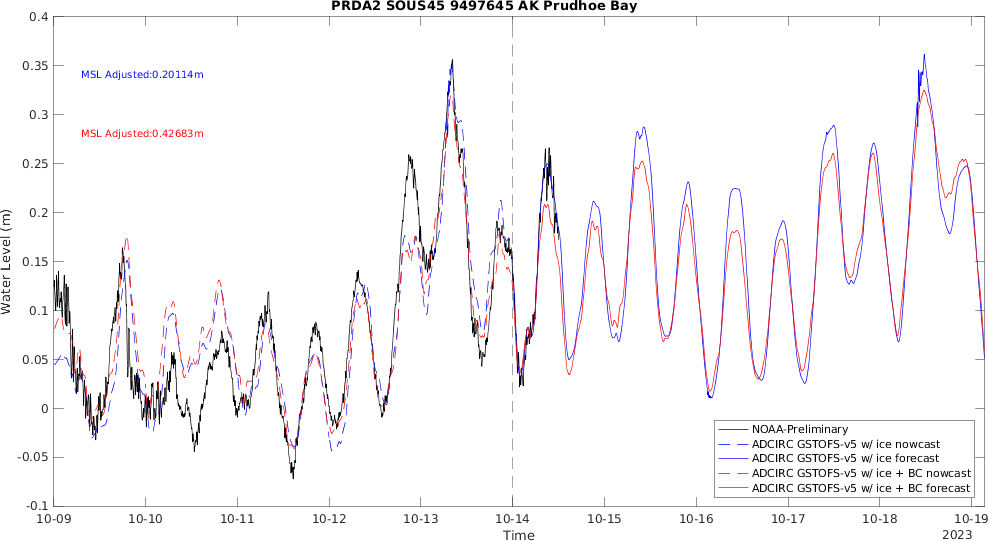 PRDA2 SOUS45 9497645 AK Prudhoe Bay
0.4
0.35
0.3
0.25
0.2
0.15
0.1
0.05
0
-0.05
-0.1
Water Level (m)
MSL Adjusted:0.20114m
MSL Adjusted:0.42683m
NOAA-Preliminary
ADCIRC GSTOFS-v5 w/ ice nowcast
ADCIRC GSTOFS-v5 w/ ice forecast
ADCIRC GSTOFS-v5 w/ ice + BC nowcast
ADCIRC GSTOFS-v5 w/ ice + BC forecast
10-09 10-10 10-11 10-12 10-13 10-14 10-15 10-16 10-17 10-18 10-19
Time
2023